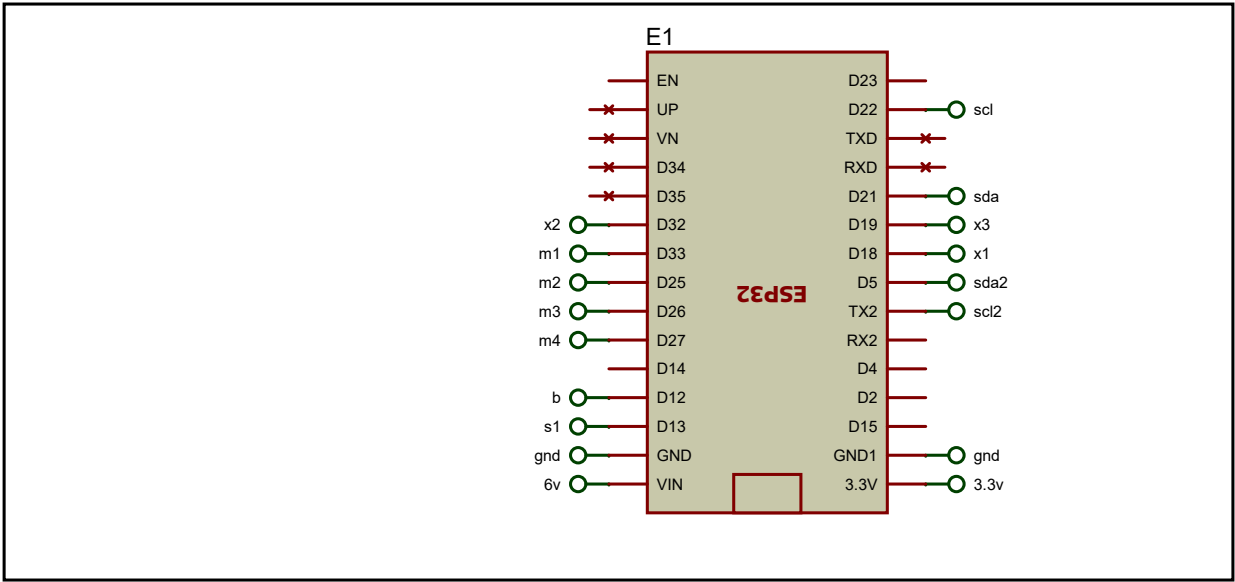 E1
EN D23
UP D22 scl
VN TXD
D34 RXD
D35 D21 sda
x2 D32 D19 x3
m1 D33 D18 x1
m2 D25 D5 sda2
ESP32
m3 D26 TX2 scl2
m4 D27 RX2
D14 D4
b D12 D2
s1 D13 D15
gnd GND GND1 gnd
6v VIN 3.3V 3.3v